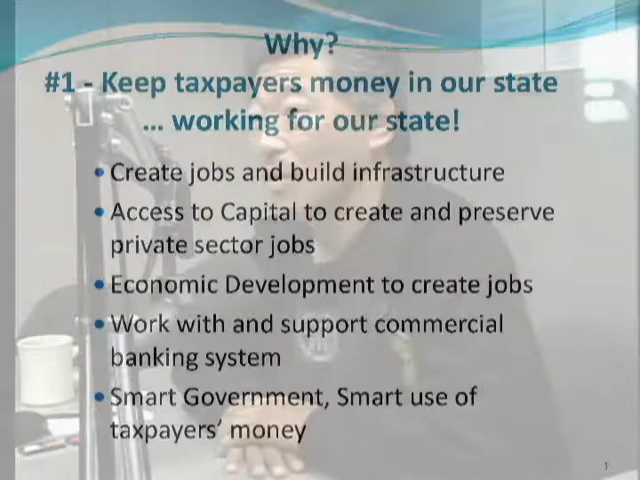 Why?
#1 - Keep taxpayers money in our state
... working for our state!
• Create jobs and build infrastructure
• Access to Capital to create and preserve
private sector jobs
• Economic Development to create jobs
• Work with and support commercial
banking system
• Smart Government, Smart use of
taxpayers' money
1